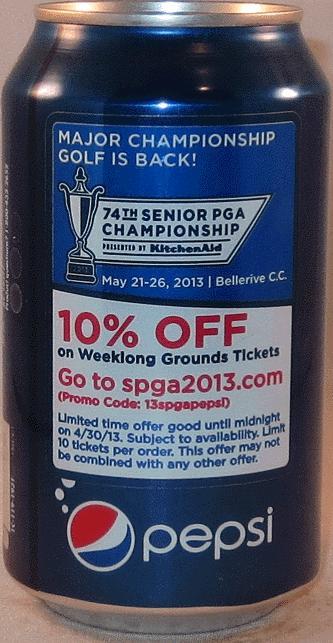 MAJOR CHAMPIONSHIP
GOLF IS BACK!
74TH SENIOR PGA
CHAMPIONSHIP
PRESENTED BY KitchenAid
May 21-26, 2013 | Bellerive C.C.
10% OFF
on Weeklong Grounds Tickets
Go to spga2013.com
(Promo Code: 13spgapepsi)
Limited time offer good until midnight
on 4/30/13. Subject to availability. Limit
10 tickets per order. This offer may not
be combined with any other offer.
pepsi